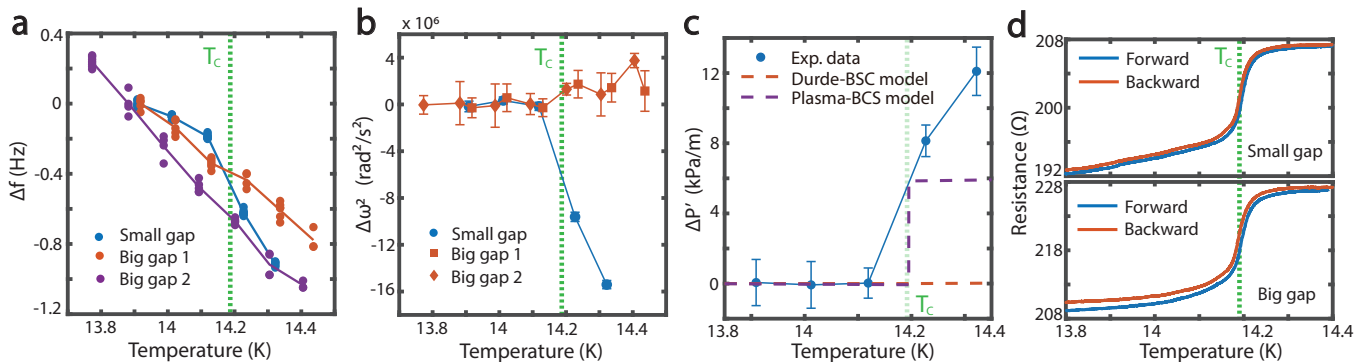 a
0.4
0
-0.4
-0.8
-1.2
Δf (Hz)
T_C
Small gap
Big gap 1
Big gap 2
13.8
14
14.2
14.4
Temperature (K)
b
x 10⁶
4
0
-4
-8
-12
-16
Δω² (rad²/s²)
T_C
Small gap
Big gap 1
Big gap 2
13.8
14
14.2
14.4
Temperature (K)
c
12
8
4
0
ΔP′ (kPa/m)
Exp. data
Durde-BSC model
Plasma-BCS model
T_C
13.8
14
14.2
14.4
Temperature (K)
d
208
200
192
Resistance (Ω)
T_C
Forward
Backward
Small gap
228
218
208
Forward
Backward
Big gap
13.8
14
14.2
14.4
Temperature (K)